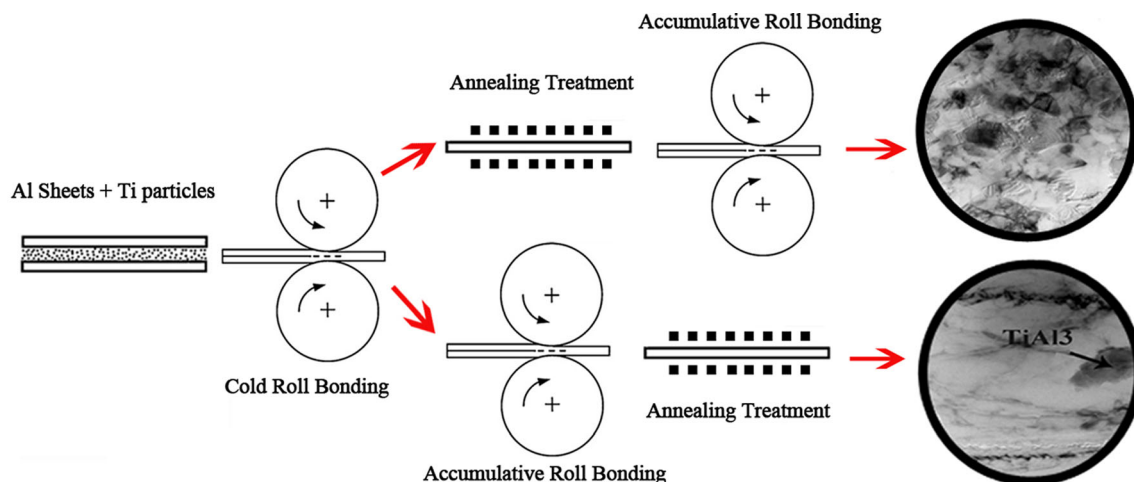 Accumulative Roll Bonding
Annealing Treatment
Al Sheets + Ti particles
Cold Roll Bonding
TiAl3
Annealing Treatment
Accumulative Roll Bonding